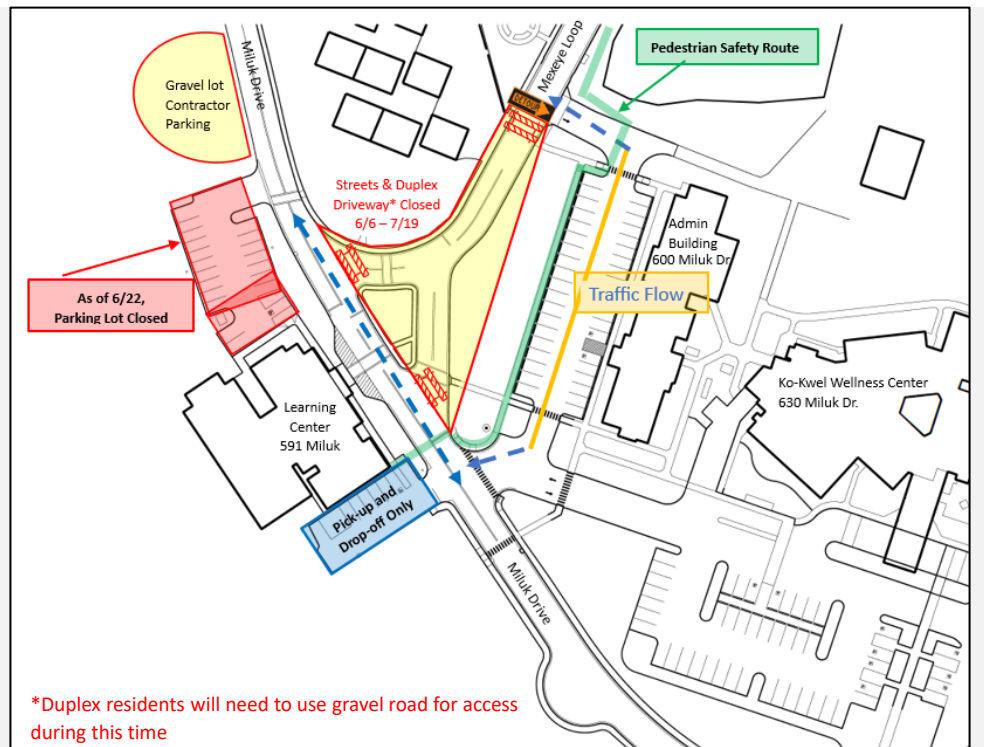 Miluk Drive
Mexeye Loop
Pedestrian Safety Route
Gravel lot
Contractor
Parking
DETOUR
Streets & Duplex
Driveway* Closed
6/6 – 7/19
Admin
Building
600 Miluk Dr
As of 6/22,
Parking Lot Closed
Traffic Flow
Ko-Kwel Wellness Center
630 Miluk Dr.
Learning
Center
591 Miluk
Pick-up and
Drop-off Only
Miluk Drive
*Duplex residents will need to use gravel road for access
during this time